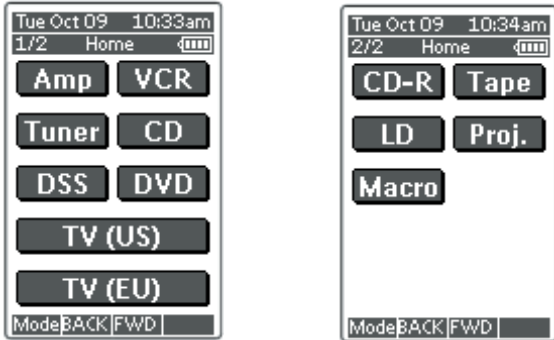 Tue Oct 09 10:33am
1/2 Home
Amp VCR
Tuner CD
DSS DVD
TV (US)
TV (EU)
Mode BACK FWD
Tue Oct 09 10:34am
2/2 Home
CD-R Tape
LD Proj.
Macro
Mode BACK FWD